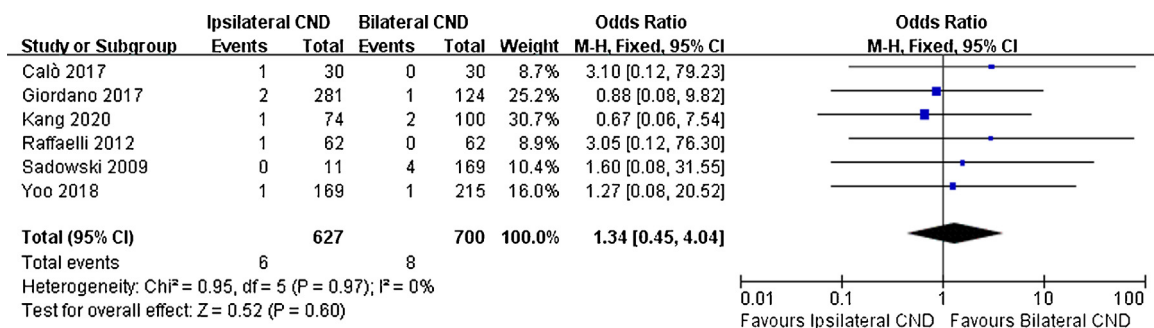 Ipsilateral CND Bilateral CND Odds Ratio Odds Ratio
Study or Subgroup Events Total Events Total Weight M-H, Fixed, 95% CI M-H, Fixed, 95% CI
Calò 2017 1 30 0 30 8.7% 3.10 [0.12, 79.23]
Giordano 2017 2 281 1 124 25.2% 0.88 [0.08, 9.82]
Kang 2020 1 74 2 100 30.7% 0.67 [0.06, 7.54]
Raffaelli 2012 1 62 0 62 8.9% 3.05 [0.12, 76.30]
Sadowski 2009 0 11 4 169 10.4% 1.60 [0.08, 31.55]
Yoo 2018 1 169 1 215 16.0% 1.27 [0.08, 20.52]
Total (95% CI) 627 700 100.0% 1.34 [0.45, 4.04]
Total events 6 8
Heterogeneity: Chi² = 0.95, df = 5 (P = 0.97); I² = 0%
Test for overall effect: Z = 0.52 (P = 0.60)
0.01 0.1 1 10 100
Favours Ipsilateral CND Favours Bilateral CND